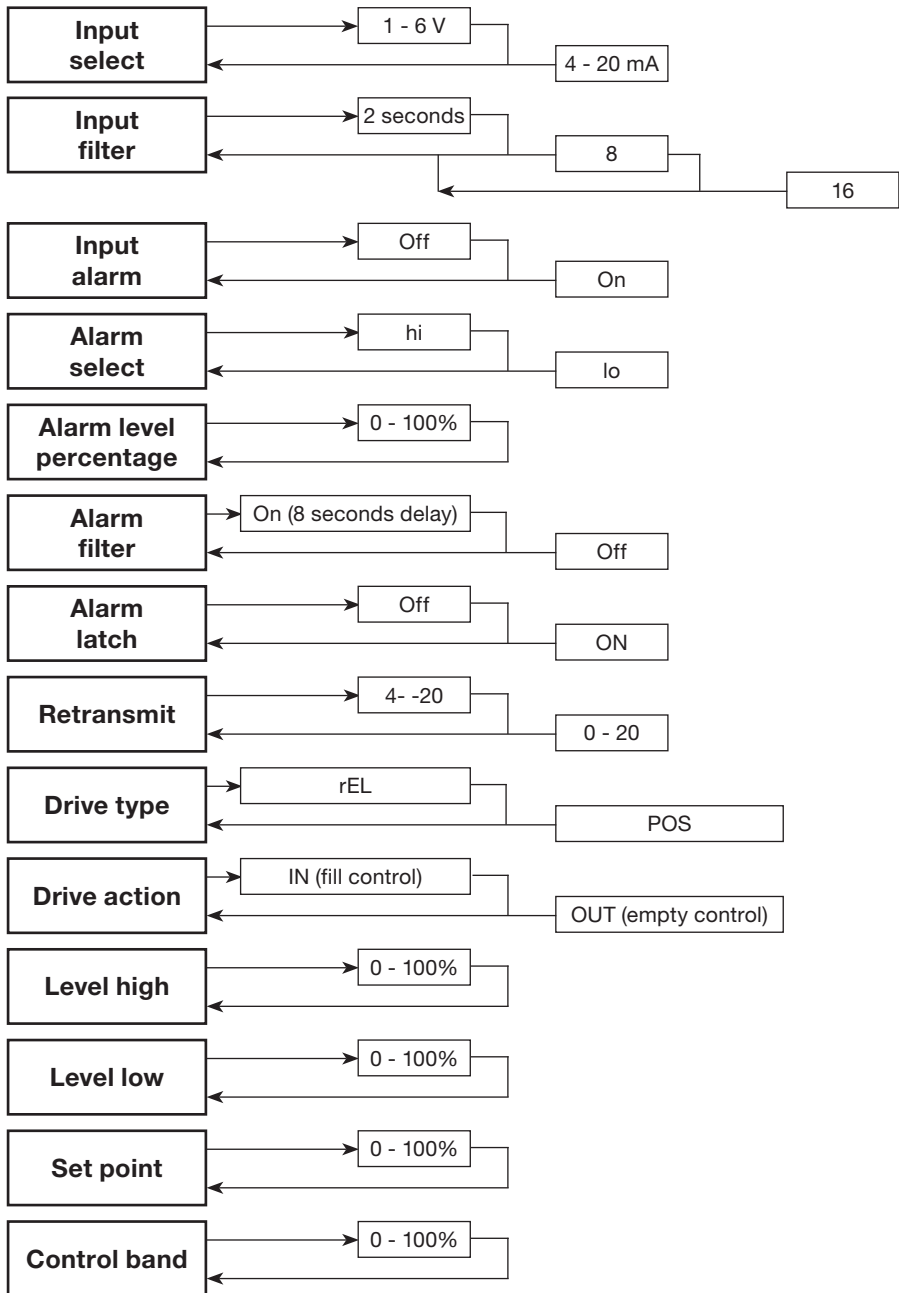 Input
select
1 - 6 V
4 - 20 mA
Input
filter
2 seconds
8
16
Input
alarm
Off
On
Alarm
select
hi
lo
Alarm level
percentage
0 - 100%
Alarm
filter
On (8 seconds delay)
Off
Alarm
latch
Off
ON
Retransmit
4- -20
0 - 20
Drive type
rEL
POS
Drive action
IN (fill control)
OUT (empty control)
Level high
0 - 100%
Level low
0 - 100%
Set point
0 - 100%
Control band
0 - 100%